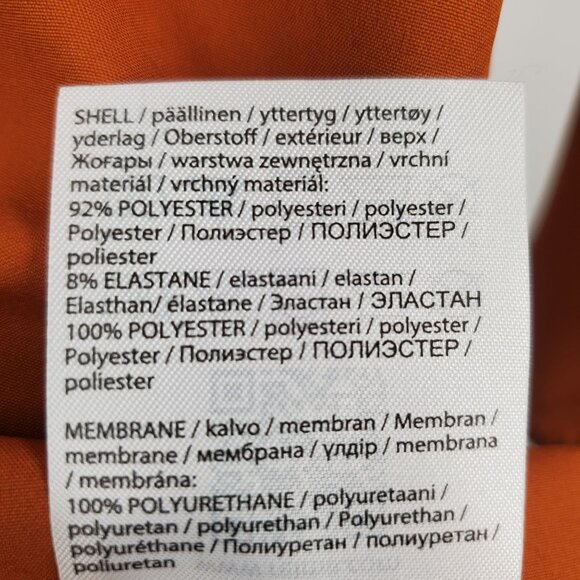 SHELL / päällinen / yttertyg / yttertøy /
yderlag / Oberstoff / extérieur / верх /
Жоғары / warstwa zewnętrzna / vrchní
materiál / vrchný materiál:
92% POLYESTER / polyesteri / polyester /
Polyester / Полиэстер / ПОЛИЭСТЕР /
poliester
8% ELASTANE / elastaani / elastan /
Elasthan/ élastane / Эластан / ЭЛАСТАН
100% POLYESTER / polyesteri / polyester /
Polyester / Полиэстер / ПОЛИЭСТЕР /
poliester
MEMBRANE / kalvo / membran / Membran /
membrane / мембрана / үлдір / membrana
/ membrána:
100% POLYURETHANE / polyuretaani /
polyuretan / polyurethan / Polyurethan /
polyuréthane / Полиуретан / полиуретан /
poliuretan